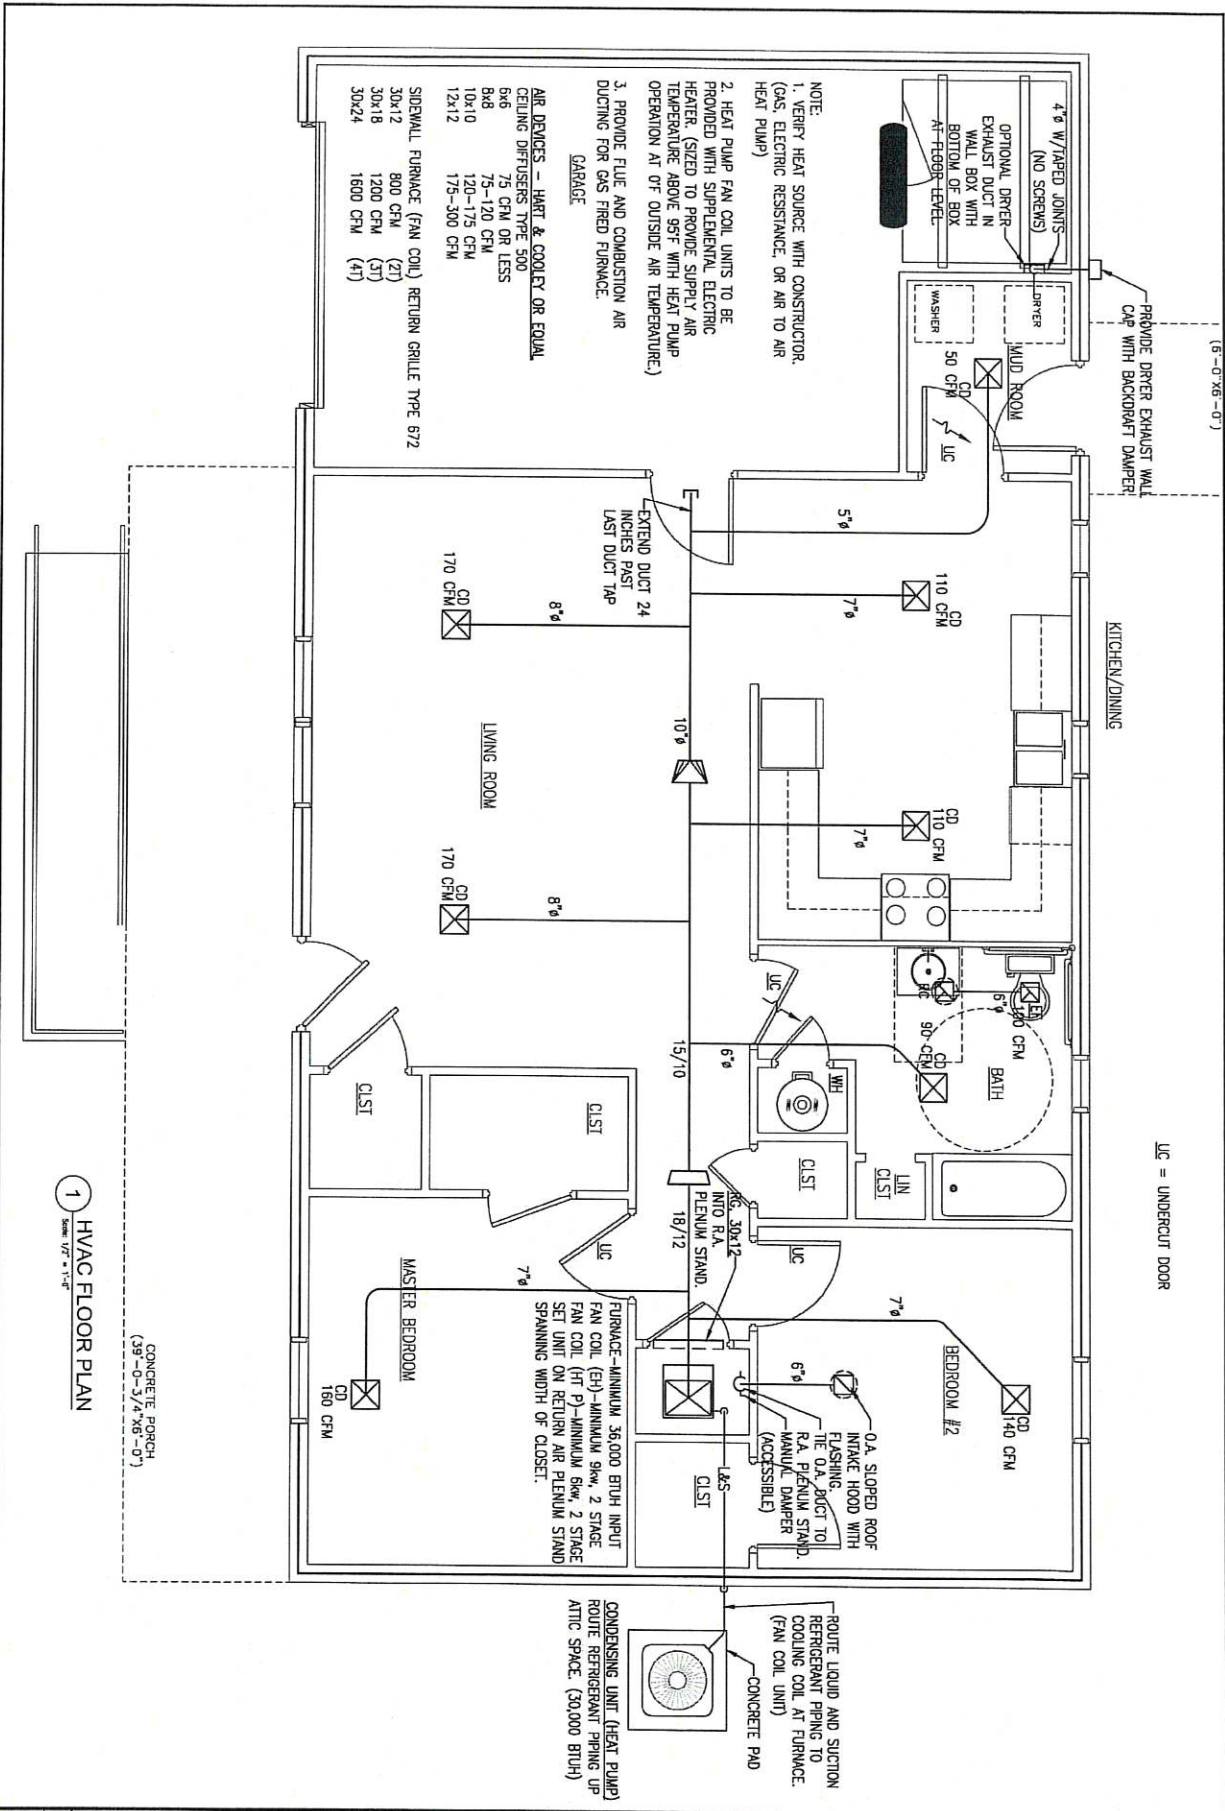 (6'-0"X6'-0")
PROVIDE DRYER EXHAUST WALL
CAP WITH BACKDRAFT DAMPER
4"ø W/TAPED JOINTS
(NO SCREWS)
OPTIONAL DRYER
EXHAUST DUCT IN
WALL BOX WITH
BOTTOM OF BOX
AT FLOOR LEVEL.
DRYER
WASHER
MUD ROOM
CD
50 CFM
UC
NOTE:
1. VERIFY HEAT SOURCE WITH CONSTRUCTOR.
(GAS, ELECTRIC RESISTANCE, OR AIR TO AIR
HEAT PUMP)
2. HEAT PUMP FAN COIL UNITS TO BE
PROVIDED WITH SUPPLEMENTAL ELECTRIC
HEATER. (SIZED TO PROVIDE SUPPLY AIR
TEMPERATURE ABOVE 95°F WITH HEAT PUMP
OPERATION AT 0°F OUTSIDE AIR TEMPERATURE.)
3. PROVIDE FLUE AND COMBUSTION AIR
DUCTING FOR GAS FIRED FURNACE.
GARAGE
AIR DEVICES - HART & COOLEY OR EQUAL
CEILING DIFFUSERS TYPE 500
6x6 75 CFM OR LESS
8x8 75-120 CFM
10x10 120-175 CFM
12x12 175-300 CFM
SIDEWALL FURNACE (FAN COIL) RETURN GRILLE TYPE 672
30x12 800 CFM (2T)
30x18 1200 CFM (3T)
30x24 1600 CFM (4T)
KITCHEN/DINING
5"ø
CD
110 CFM
7"ø
EXTEND DUCT 24
INCHES PAST
LAST DUCT TAP
8"ø
CD
170 CFM
10"ø
LIVING ROOM
CD
110 CFM
7"ø
8"ø
CD
170 CFM
UC = UNDERCUT DOOR
EF
100 CFM
6"ø
RC
CD
90 CFM
BATH
UC
6"ø
15/10
WH
CLST
LIN
CLST
CLST
CLST
RG. 30x12
INTO R.A.
PLENUM STAND.
18/12
UC
UC
7"ø
MASTER BEDROOM
CD
160 CFM
7"ø
BEDROOM #2
CD
140 CFM
6"ø
O.A. SLOPED ROOF
INTAKE HOOD WITH
FLASHING.
TIE O.A. DUCT TO
R.A. PLENUM STAND.
MANUAL DAMPER
(ACCESSIBLE)
L&S
CLST
FURNACE-MINIMUM 36,000 BTUH INPUT
FAN COIL (EH)-MINIMUM 9kw, 2 STAGE
FAN COIL (HT P)-MINIMUM 6kw, 2 STAGE
SET UNIT ON RETURN AIR PLENUM STAND
SPANNING WIDTH OF CLOSET.
ROUTE LIQUID AND SUCTION
REFRIGERANT PIPING TO
COOLING COIL AT FURNACE.
(FAN COIL UNIT)
CONCRETE PAD
CONDENSING UNIT (HEAT PUMP)
ROUTE REFRIGERANT PIPING UP
ATTIC SPACE. (30,000 BTUH)
CONCRETE PORCH
(39'-0-3/4"X6'-0")
1 HVAC FLOOR PLAN
Scale: 1/2" = 1'-0"